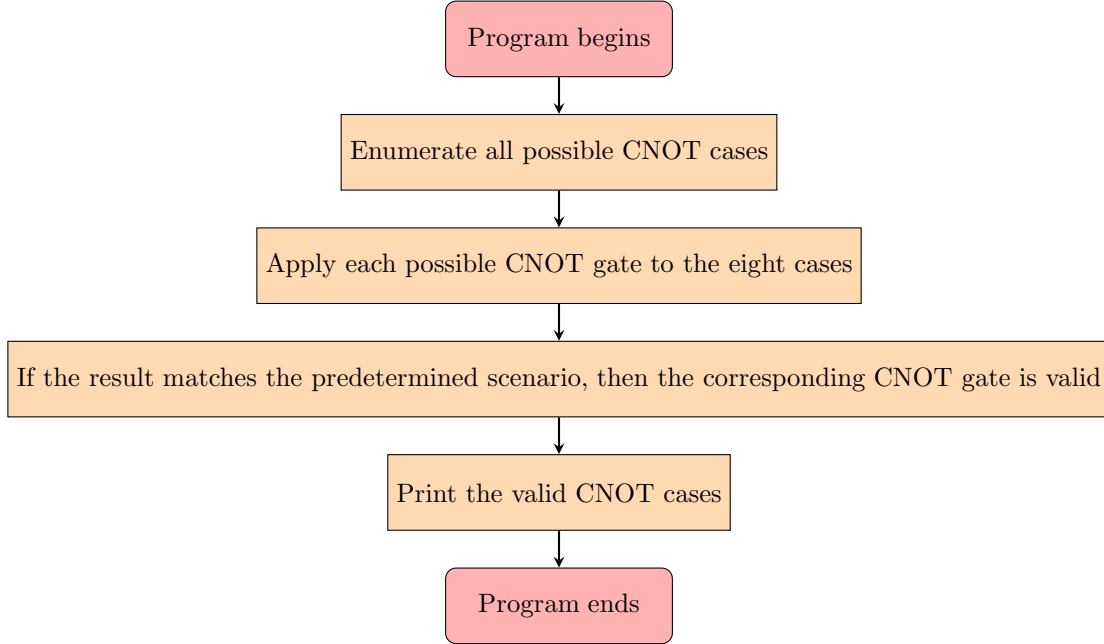 Program begins
Enumerate all possible CNOT cases
Apply each possible CNOT gate to the eight cases
If the result matches the predetermined scenario, then the corresponding CNOT gate is valid
Print the valid CNOT cases
Program ends